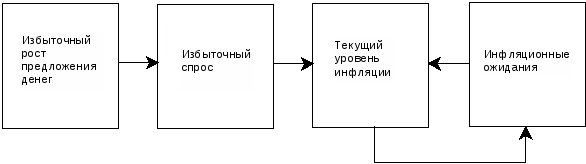 Избыточный
рост
предложения
денег
Избыточный
спрос
Текущий
уровень
инфляции
Инфляционные
ожидания